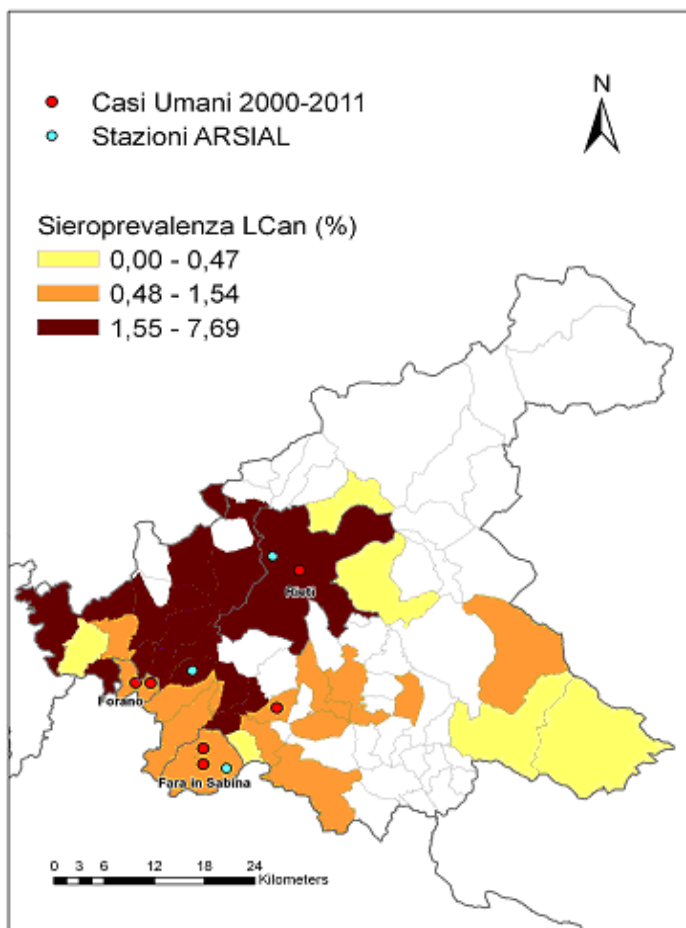 N
Casi Umani 2000-2011
Stazioni ARSIAL
Sieroprevalenza LCan (%)
0,00 - 0,47
0,48 - 1,54
1,55 - 7,69
Rieti
Forano
Fara in Sabina
0 3 6 12 18 24
Kilometers